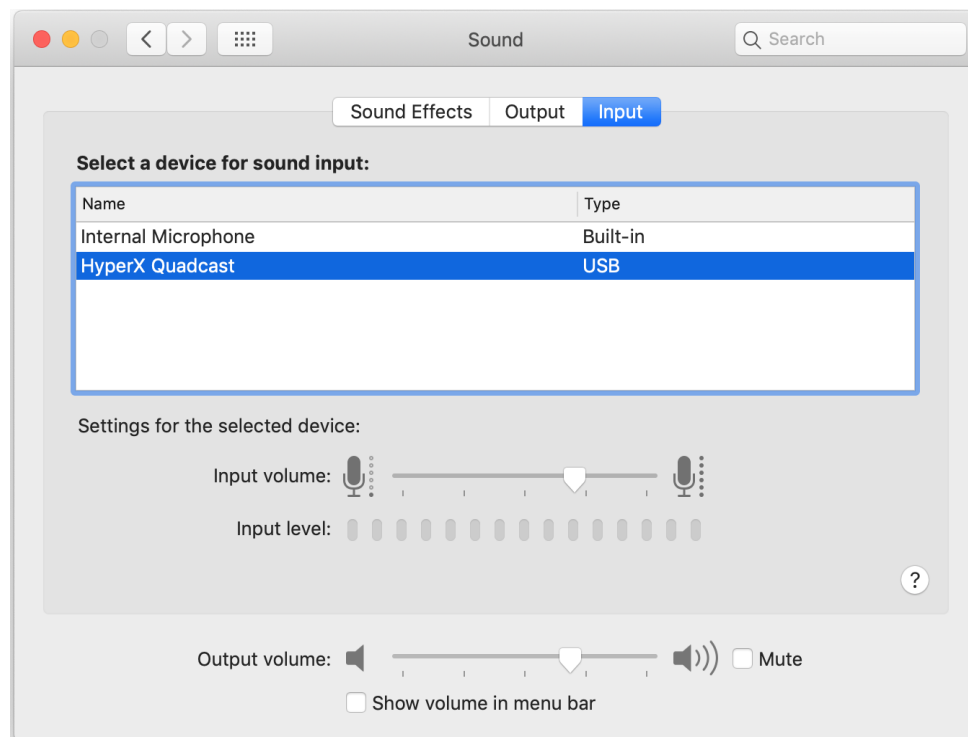 Sound
Search
Sound Effects Output Input
Select a device for sound input:
Name Type
Internal Microphone Built-in
HyperX Quadcast USB
Settings for the selected device:
Input volume:
Input level:
?
Output volume: Mute
Show volume in menu bar